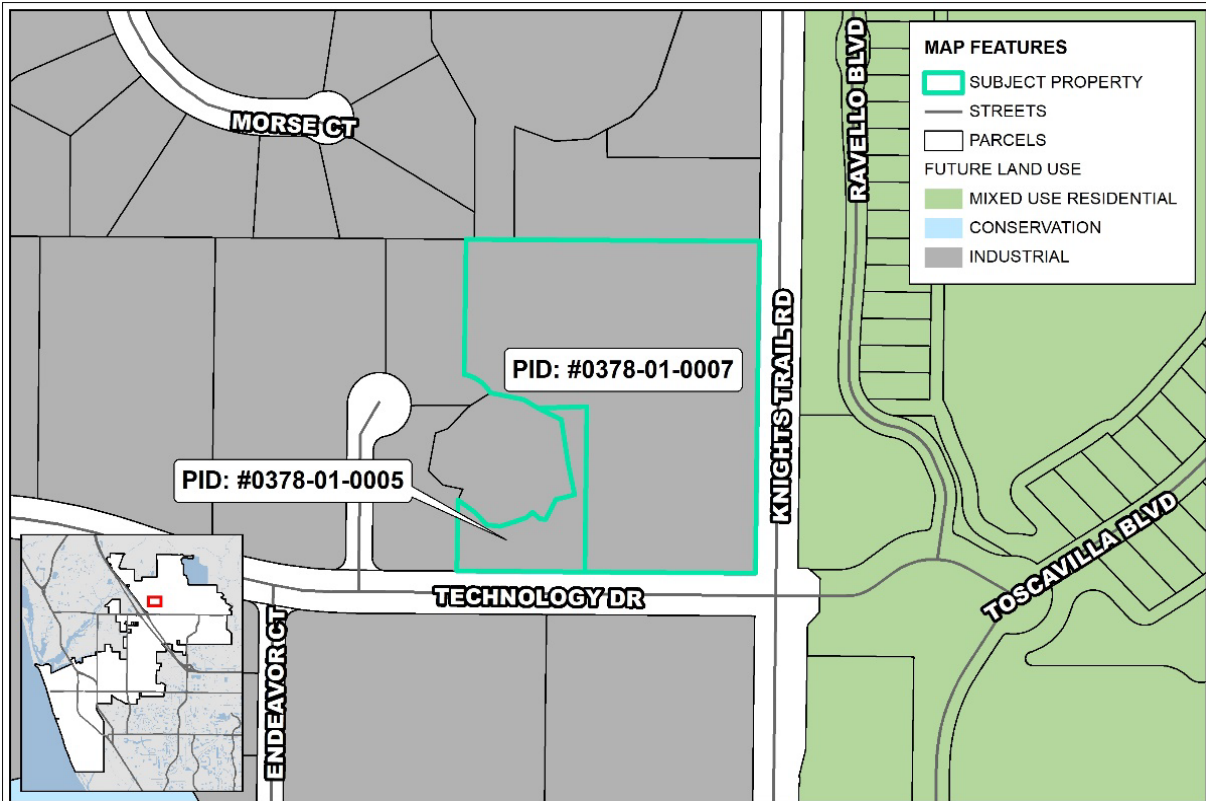 MORSE CT
RAVELLO BLVD
MAP FEATURES
SUBJECT PROPERTY
STREETS
PARCELS
FUTURE LAND USE
MIXED USE RESIDENTIAL
CONSERVATION
INDUSTRIAL
KNIGHTS TRAIL RD
PID: #0378-01-0007
PID: #0378-01-0005
TECHNOLOGY DR
TOSCAVILLA BLVD
ENDEAVOR CT